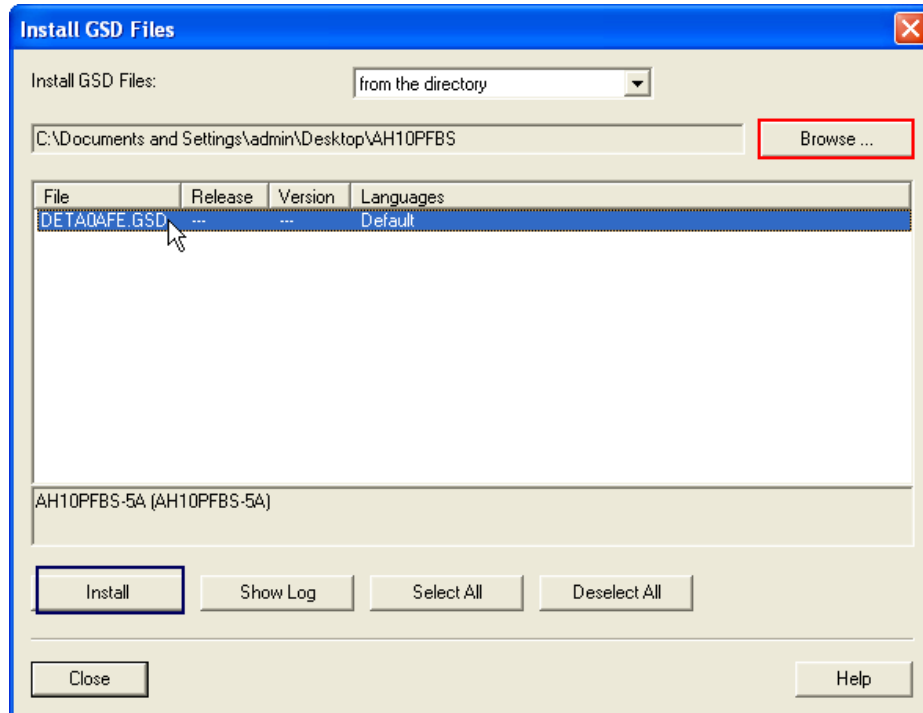 Install GSD Files
Install GSD Files: from the directory
C:\Documents and Settings\admin\Desktop\AH10PFBS Browse ...
File Release Version Languages
DETA0AFE.GSD --- --- Default
AH10PFBS-5A (AH10PFBS-5A)
Install Show Log Select All Deselect All
Close Help